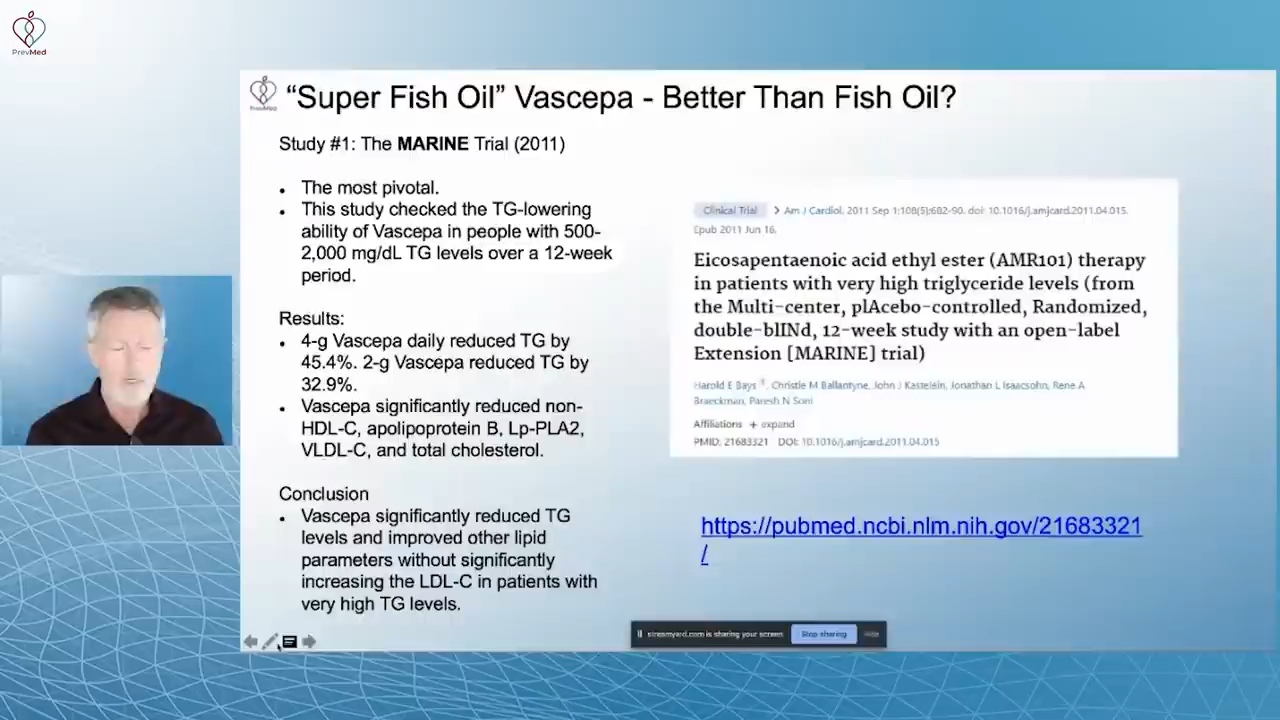 PrevMed
PrevMed
“Super Fish Oil” Vascepa - Better Than Fish Oil?
Study #1: The MARINE Trial (2011)
• The most pivotal.
• This study checked the TG-lowering
ability of Vascepa in people with 500-
2,000 mg/dL TG levels over a 12-week
period.
Results:
• 4-g Vascepa daily reduced TG by
45.4%. 2-g Vascepa reduced TG by
32.9%.
• Vascepa significantly reduced non-
HDL-C, apolipoprotein B, Lp-PLA2,
VLDL-C, and total cholesterol.
Conclusion
• Vascepa significantly reduced TG
levels and improved other lipid
parameters without significantly
increasing the LDL-C in patients with
very high TG levels.
Clinical Trial > Am J Cardiol. 2011 Sep 1;108(5):682-90. doi: 10.1016/j.amjcard.2011.04.015.
Epub 2011 Jun 16.
Eicosapentaenoic acid ethyl ester (AMR101) therapy
in patients with very high triglyceride levels (from
the Multi-center, plAcebo-controlled, Randomized,
double-blINd, 12-week study with an open-label
Extension [MARINE] trial)
Harold E Bays 1, Christie M Ballantyne, John J Kastelein, Jonathan L Isaacsohn, Rene A
Braeckman, Paresh N Soni
Affiliations + expand
PMID: 21683321 DOI: 10.1016/j.amjcard.2011.04.015
https://pubmed.ncbi.nlm.nih.gov/21683321
/
streamyard.com is sharing your screen. Stop sharing Hide